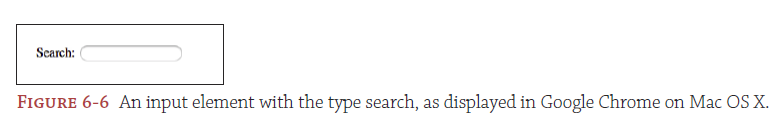 Search:
FIGURE 6-6 An input element with the type search, as displayed in Google Chrome on Mac OS X.